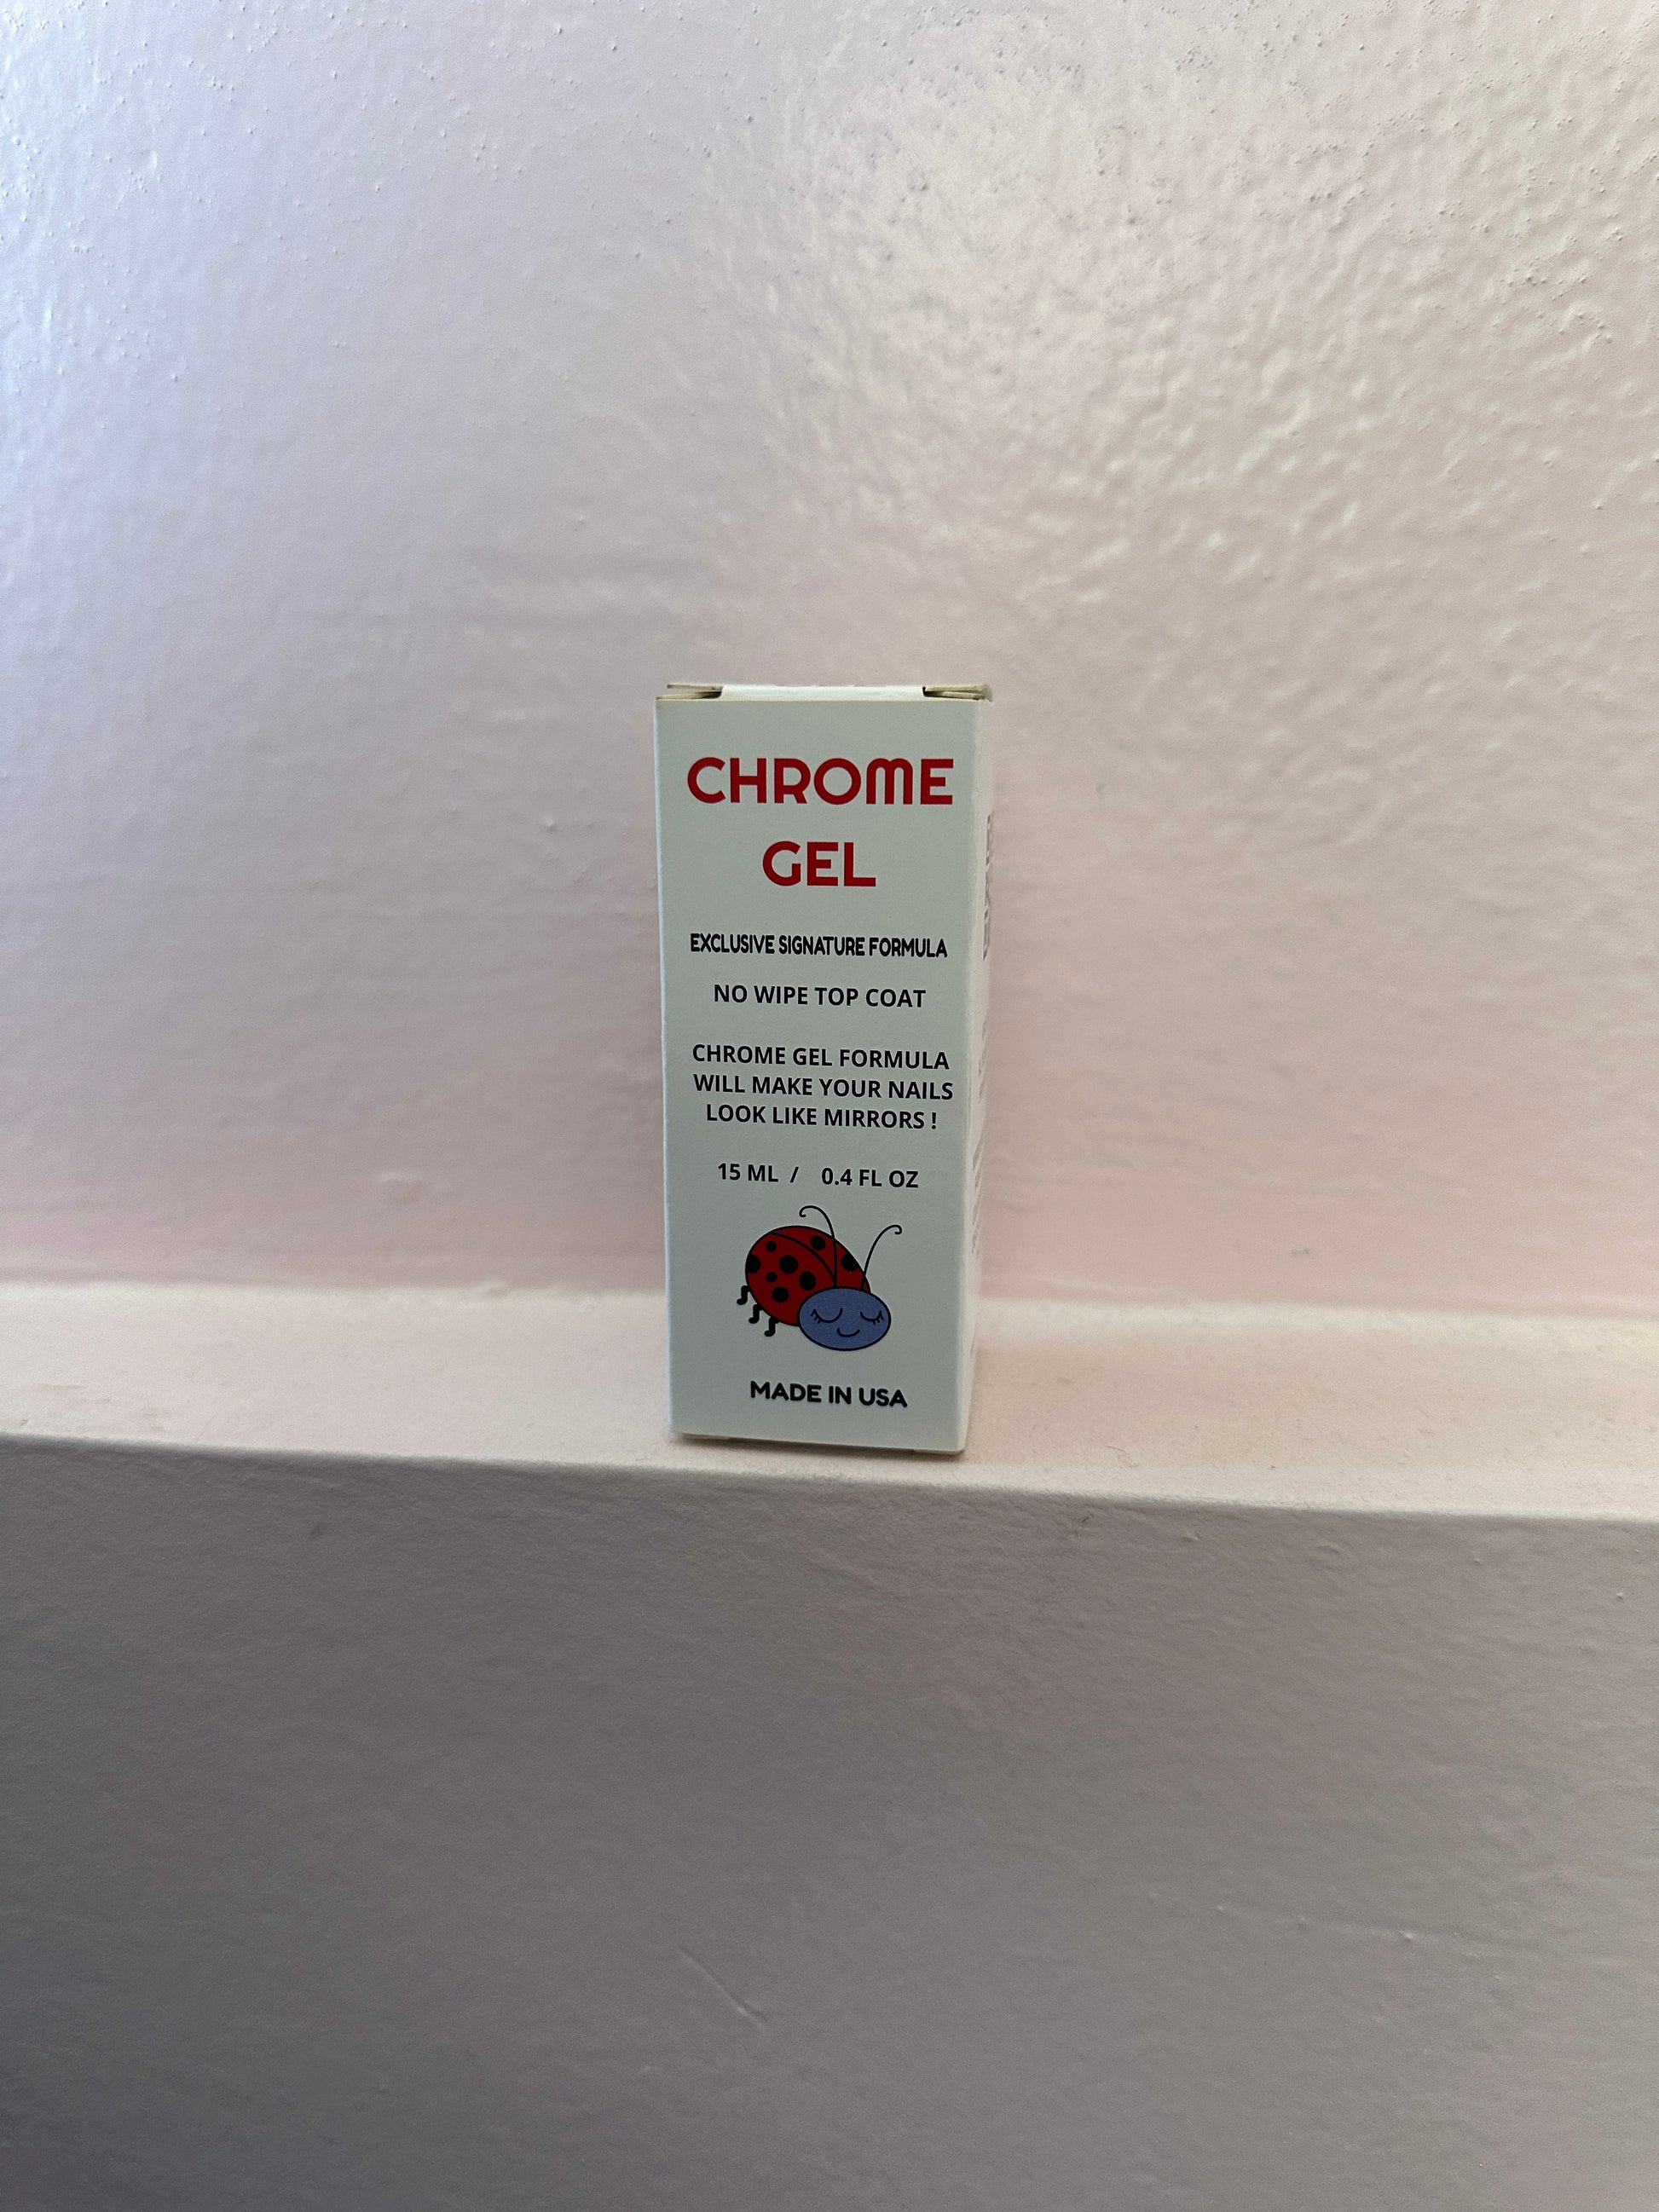 CHROME
GEL
EXCLUSIVE SIGNATURE FORMULA
NO WIPE TOP COAT
CHROME GEL FORMULA
WILL MAKE YOUR NAILS
LOOK LIKE MIRRORS !
15 ML / 0.4 FL OZ
MADE IN USA